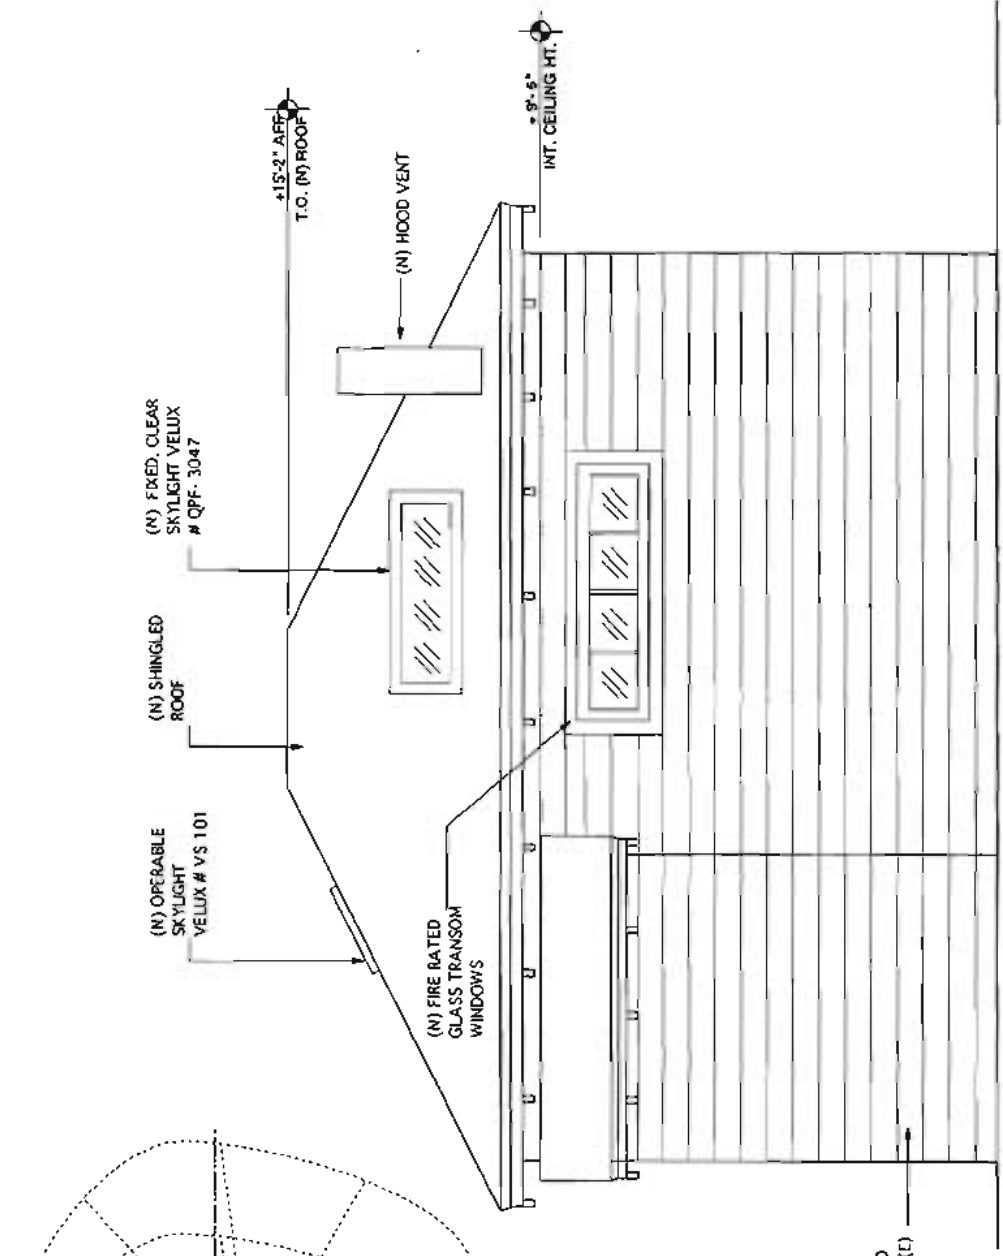 (N) OPERABLE
SKYLIGHT
VELUX # VS 101
(N) SHINGLED
ROOF
(N) FIXED, CLEAR
SKYLIGHT VELUX
# QPF- 3047
+15'-2" AFF
T.O. (N) ROOF
(N) HOOD VENT
(N) FIRE RATED
GLASS TRANSOM
WINDOWS
+ 9'- 6"
INT. CEILING HT.
(E)